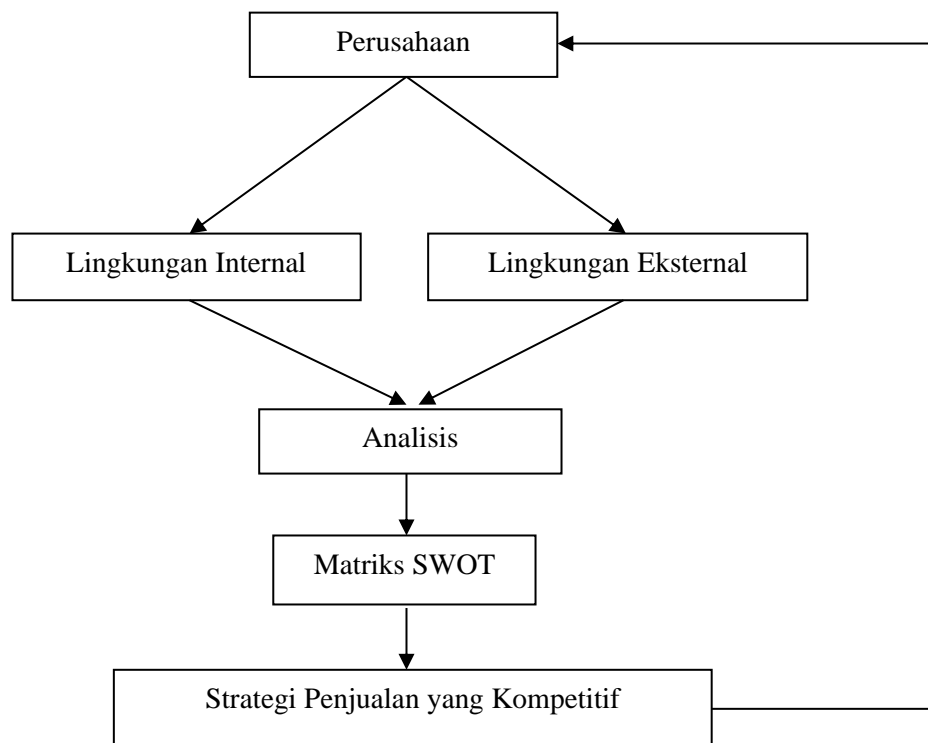 Perusahaan
Lingkungan Internal
Lingkungan Eksternal
Analisis
Matriks SWOT
Strategi Penjualan yang Kompetitif